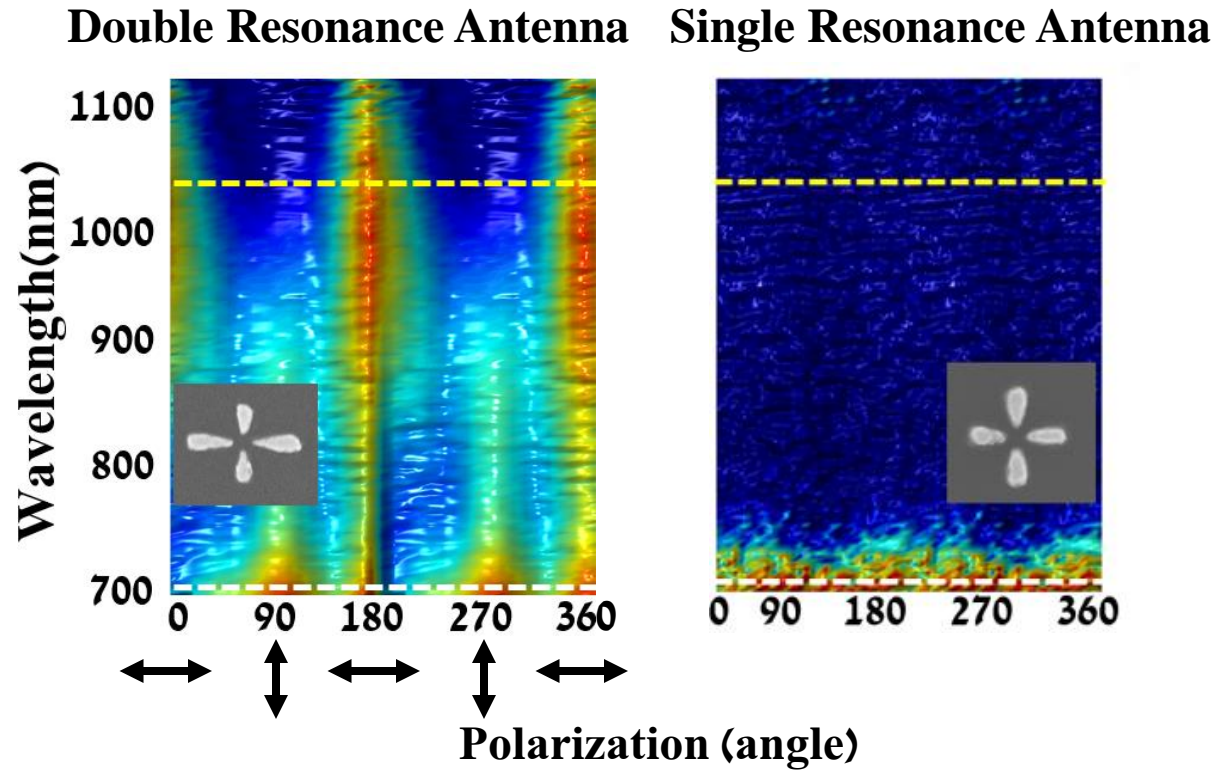 Double Resonance Antenna
Single Resonance Antenna
Wavelength(nm)
1100
1000
900
800
700
0 90 180 270 360
0 90 180 270 360
Polarization (angle)